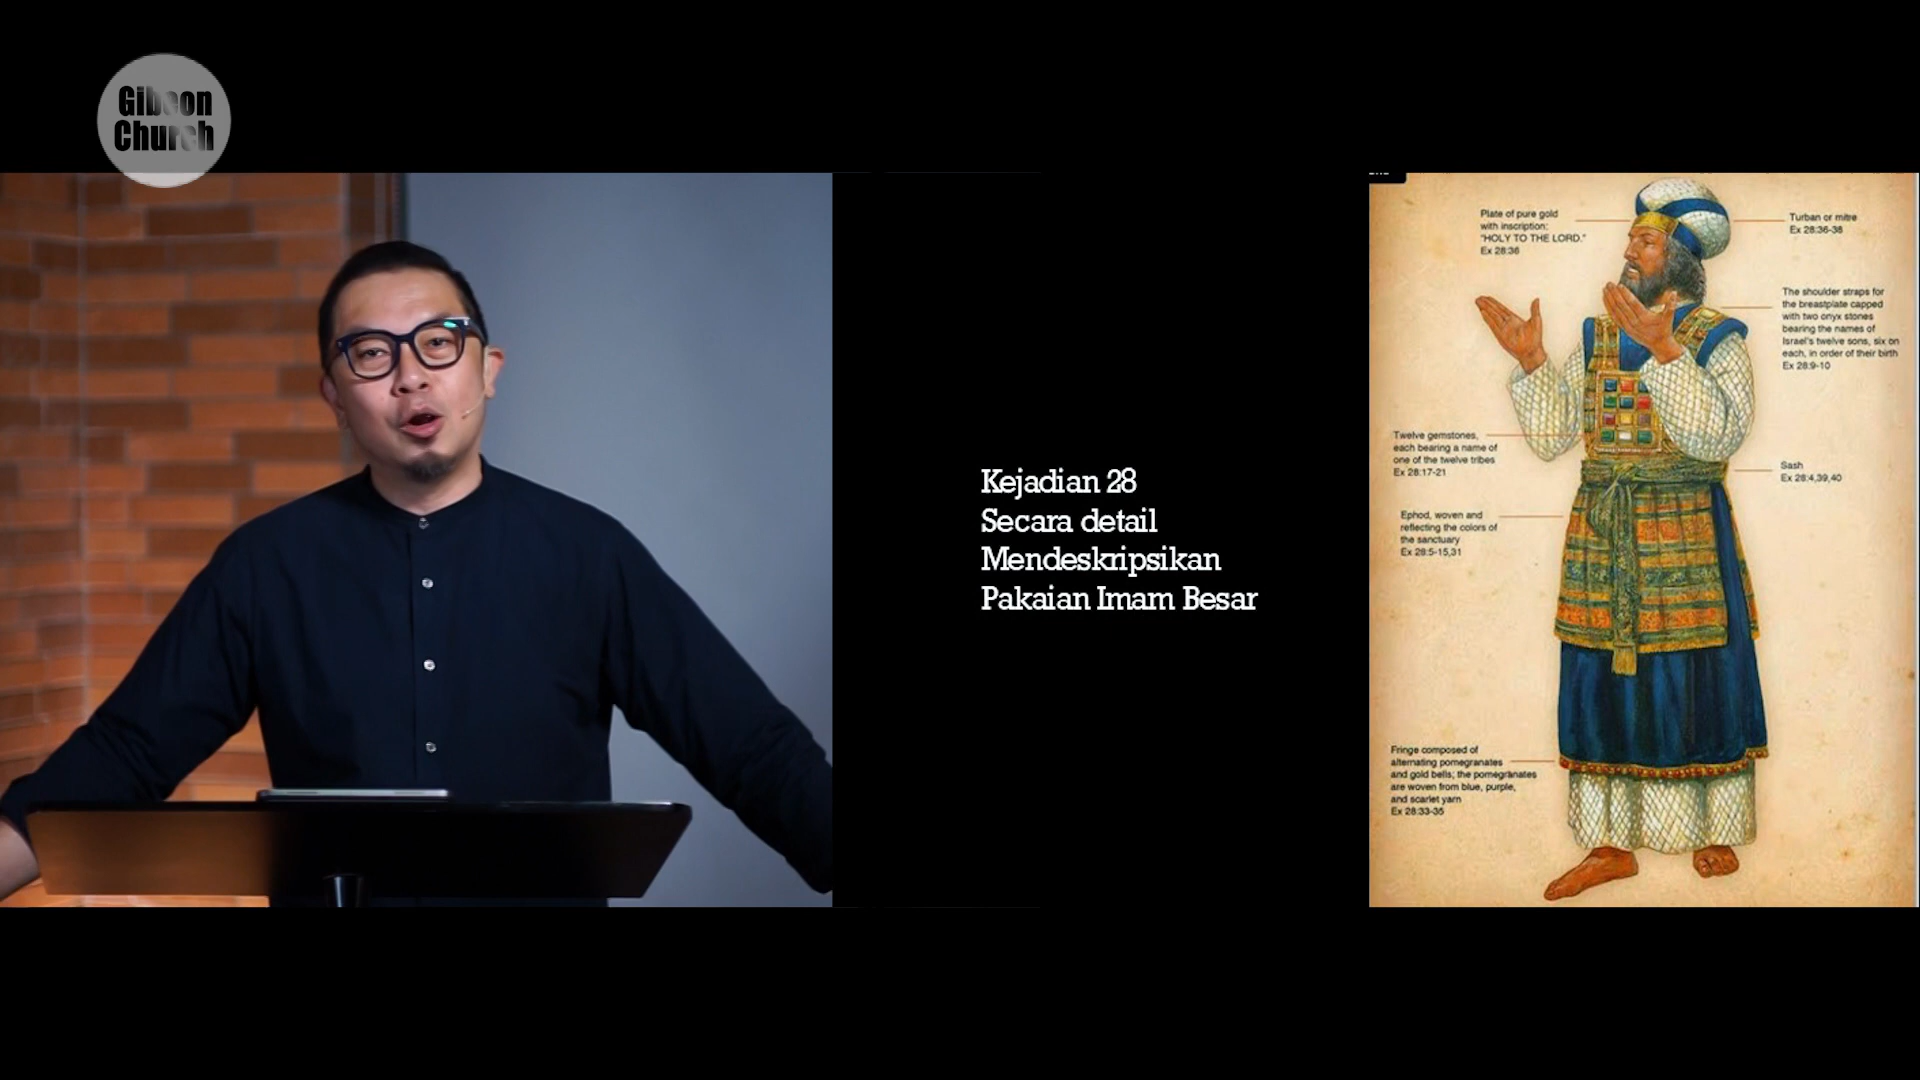 Gibeon
Church
Kejadian 28
Secara detail
Mendeskripsikan
Pakaian Imam Besar
Plate of pure gold
with inscription:
"HOLY TO THE LORD."
Ex 28:36
Turban or mitre
Ex 28:36-38
The shoulder straps for
the breastplate capped
with two onyx stones
bearing the names of
Israel's twelve sons, six on
each, in order of their birth
Ex 28:9-10
Twelve gemstones,
each bearing a name of
one of the twelve tribes
Ex 28:17-21
Sash
Ex 28:4,39,40
Ephod, woven and
reflecting the colors of
the sanctuary
Ex 28:5-15,31
Fringe composed of
alternating pomegranates
and gold bells; the pomegranates
are woven from blue, purple,
and scarlet yarn
Ex 28:33-35